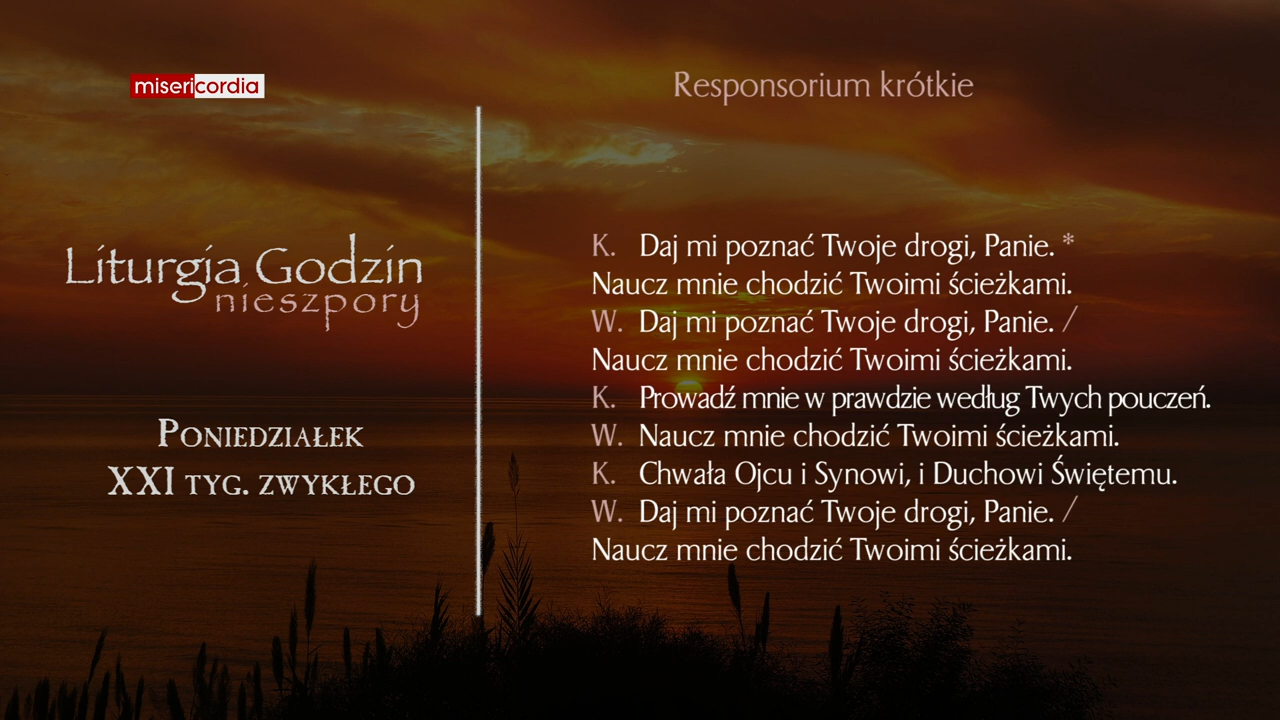 misericordia
Responsorium krótkie
Liturgia Godzin
nieszpory
Poniedziałek
XXI tyg. zwykłego
K. Daj mi poznać Twoje drogi, Panie. *
Naucz mnie chodzić Twoimi ścieżkami.
W. Daj mi poznać Twoje drogi, Panie. /
Naucz mnie chodzić Twoimi ścieżkami.
K. Prowadź mnie w prawdzie według Twych pouczeń.
W. Naucz mnie chodzić Twoimi ścieżkami.
K. Chwała Ojcu i Synowi, i Duchowi Świętemu.
W. Daj mi poznać Twoje drogi, Panie. /
Naucz mnie chodzić Twoimi ścieżkami.